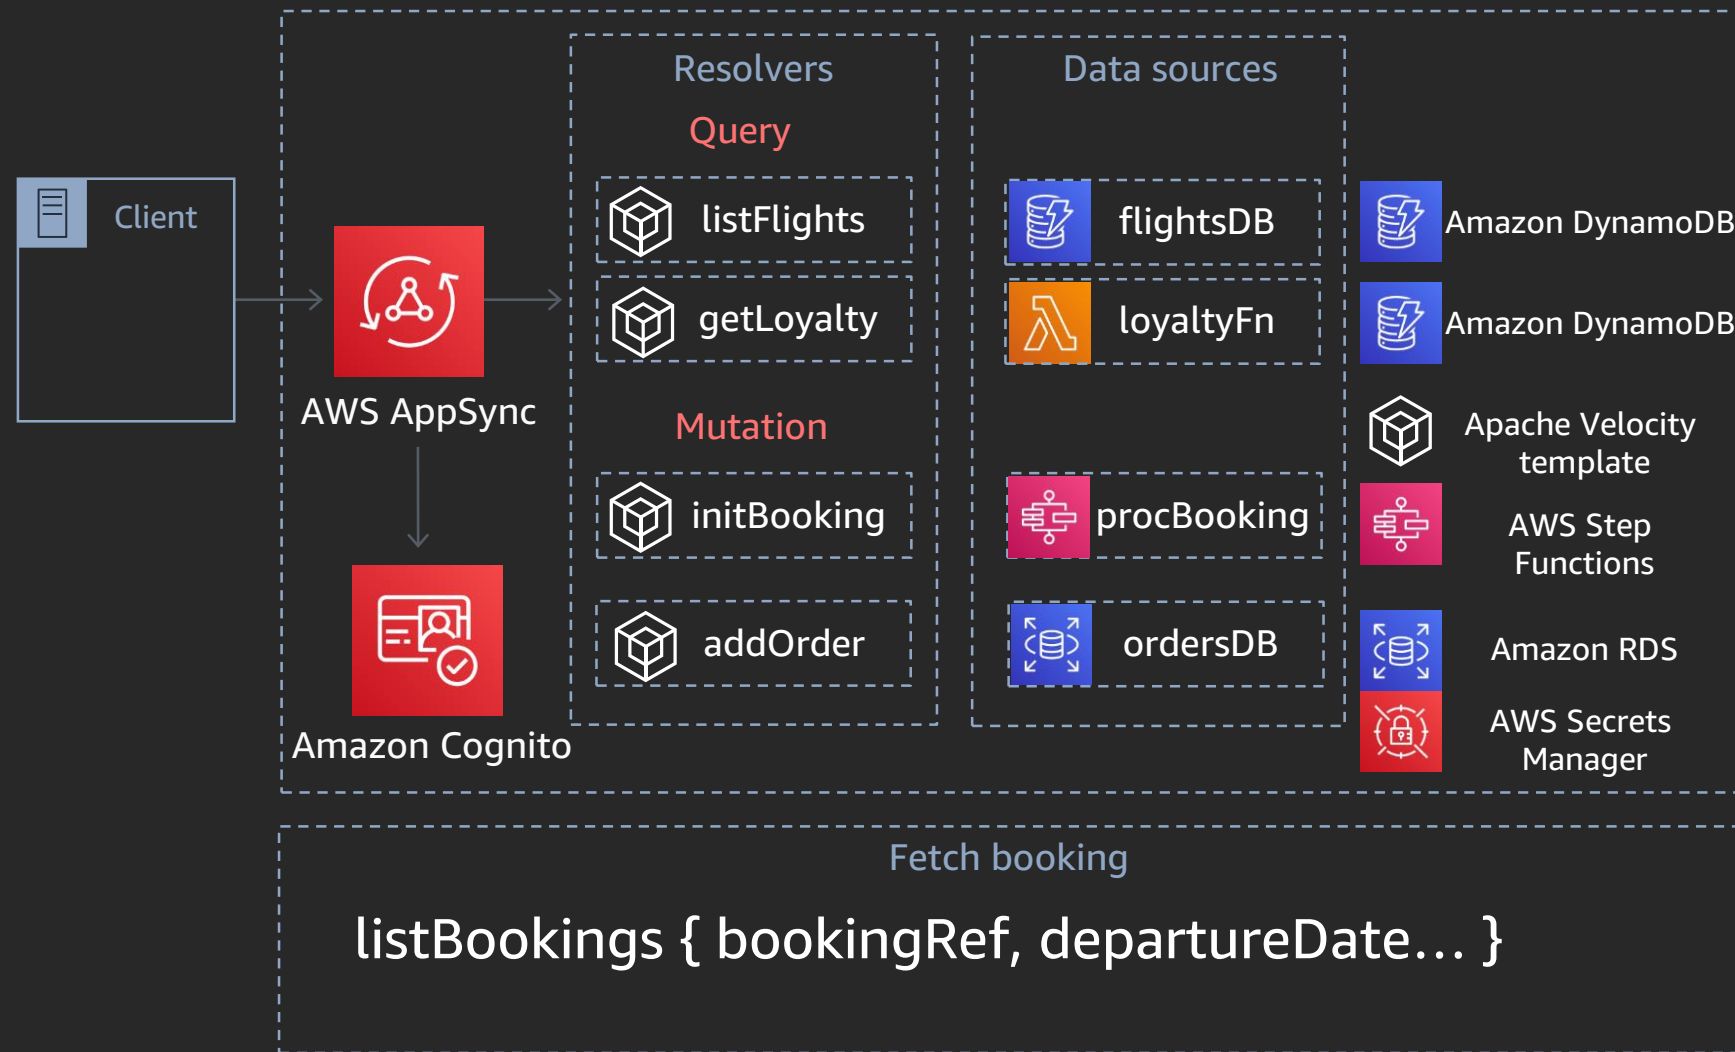 Resolvers
Data sources
Query
Client
listFlights
flightsDB
Amazon DynamoDB
getLoyalty
loyaltyFn
Amazon DynamoDB
AWS AppSync
Mutation
Apache Velocity
template
initBooking
procBooking
AWS Step
Functions
addOrder
ordersDB
Amazon RDS
Amazon Cognito
AWS Secrets
Manager
Fetch booking
listBookings { bookingRef, departureDate... }